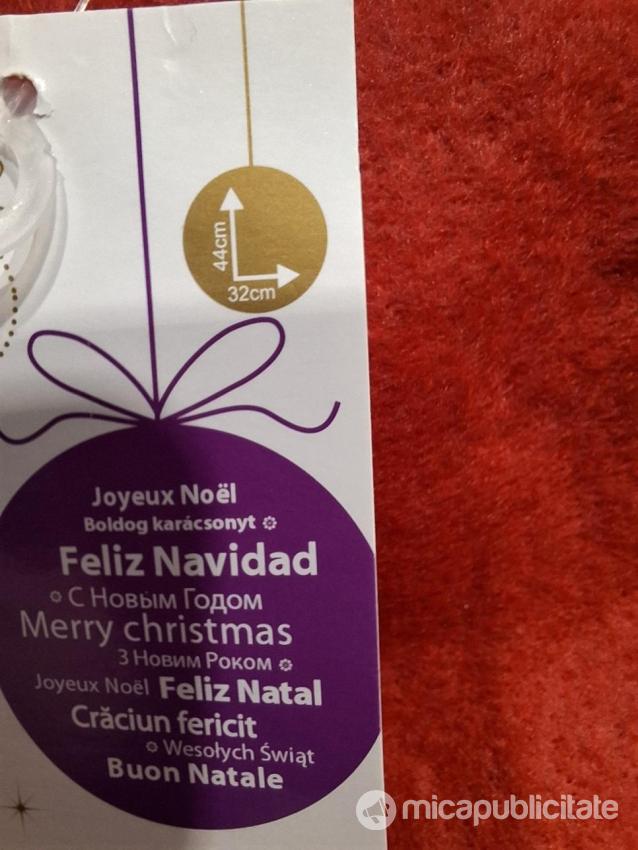 44cm
32cm
Joyeux Noël
Boldog karácsonyt
Feliz Navidad
С Новым Годом
Merry christmas
З Новим Роком
Joyeux Noël Feliz Natal
Crăciun fericit
Wesołych Świąt
Buon Natale
micapublicitate